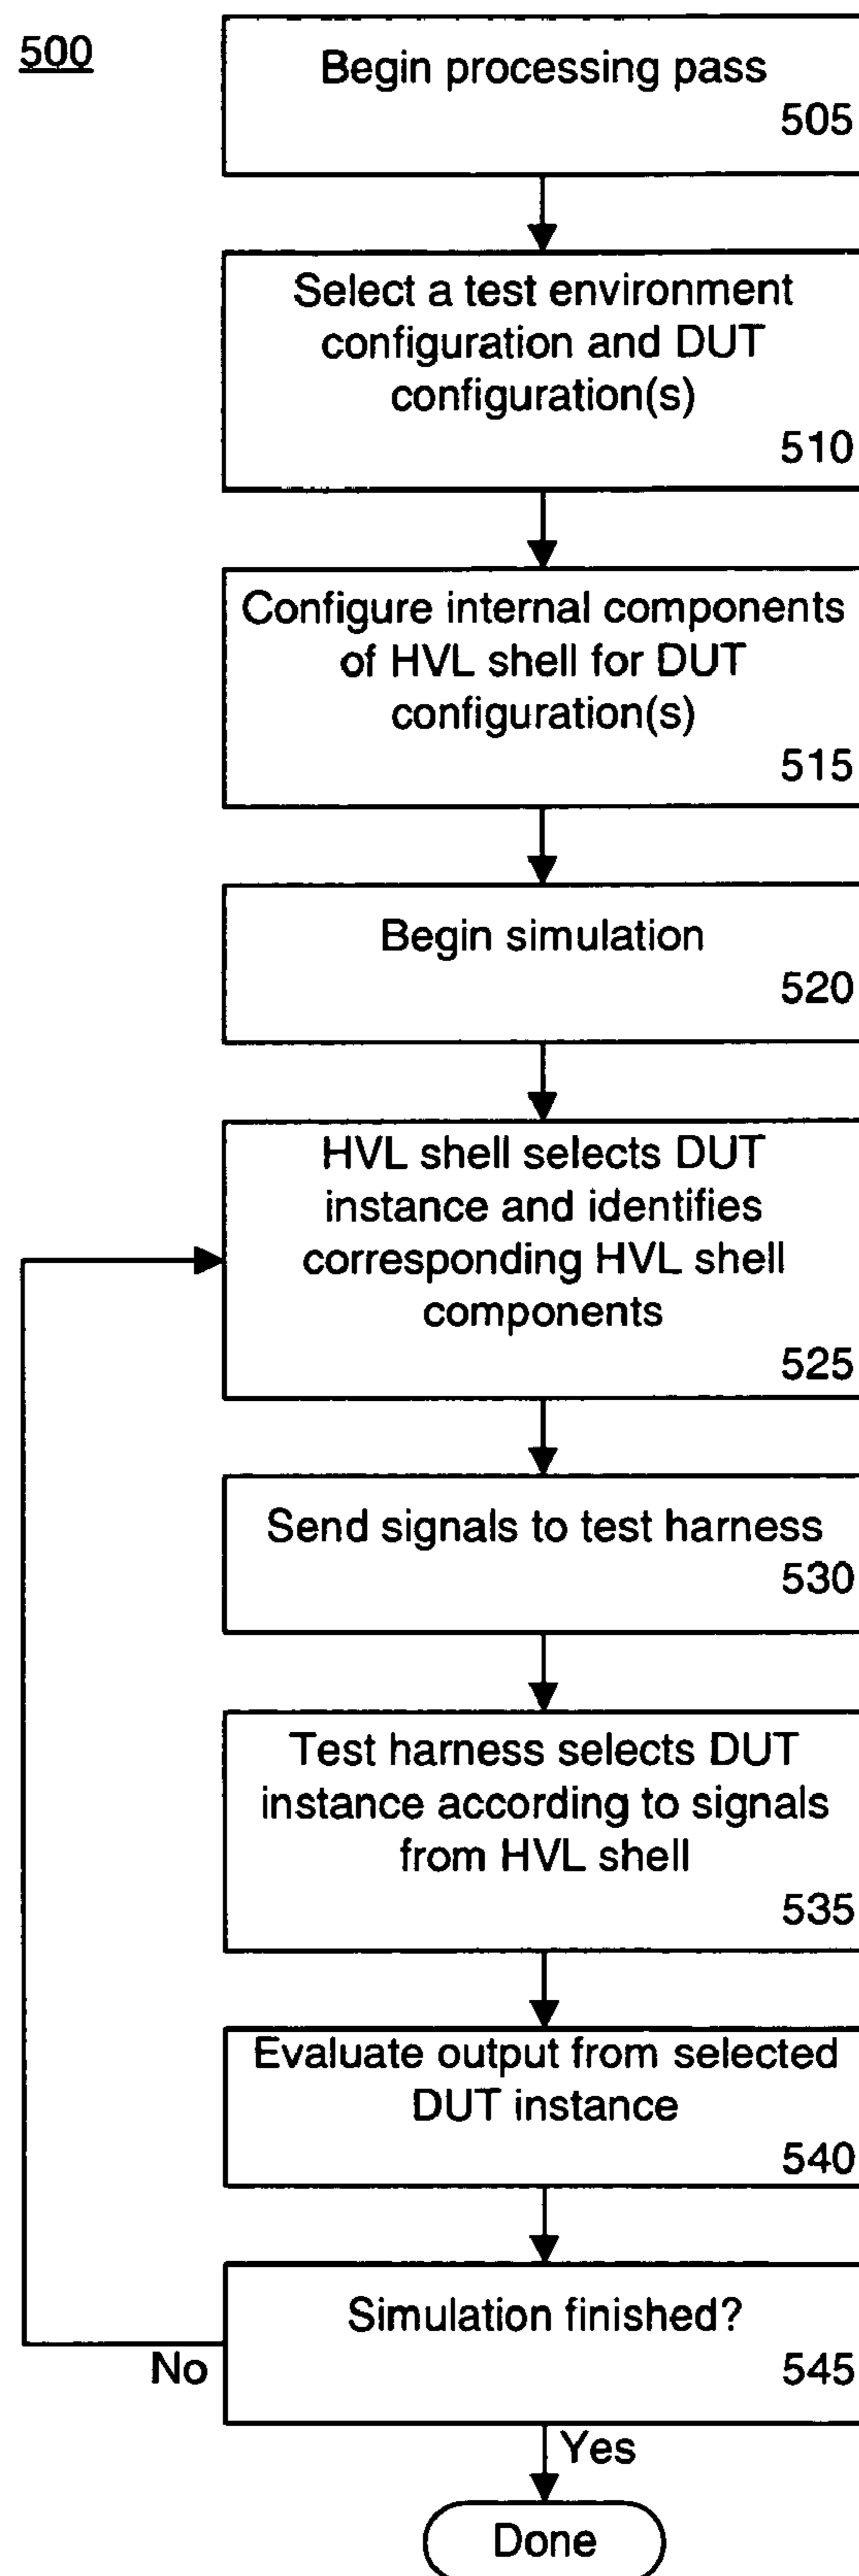 500
Begin processing pass
505
Select a test environment
configuration and DUT
configuration(s)
510
Configure internal components
of HVL shell for DUT
configuration(s)
515
Begin simulation
520
HVL shell selects DUT
instance and identifies
corresponding HVL shell
components
525
Send signals to test harness
530
Test harness selects DUT
instance according to signals
from HVL shell
535
Evaluate output from selected
DUT instance
540
Simulation finished?
545
No
Yes
Done